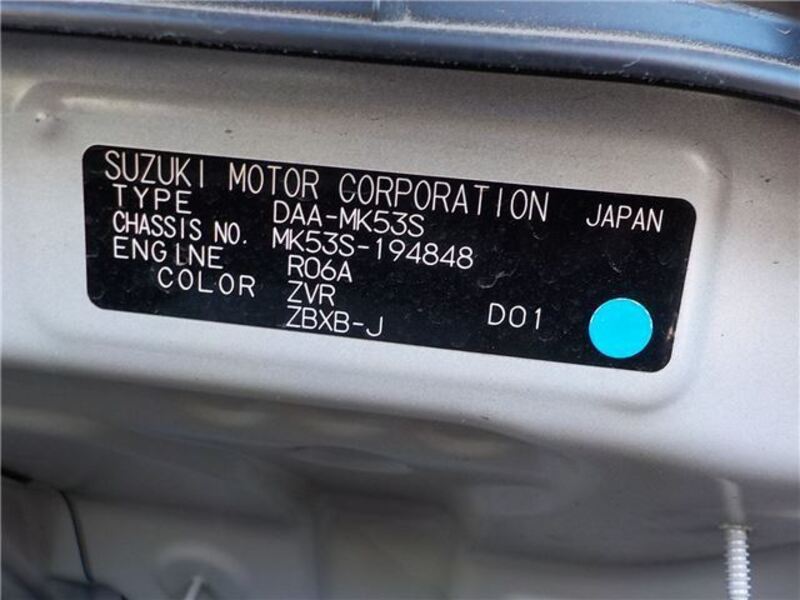 SUZUKI MOTOR CORPORATION JAPAN
TYPE DAA-MK53S
CHASSIS NO. MK53S-194848
ENGINE R06A
COLOR ZVR
ZBXB-J D01